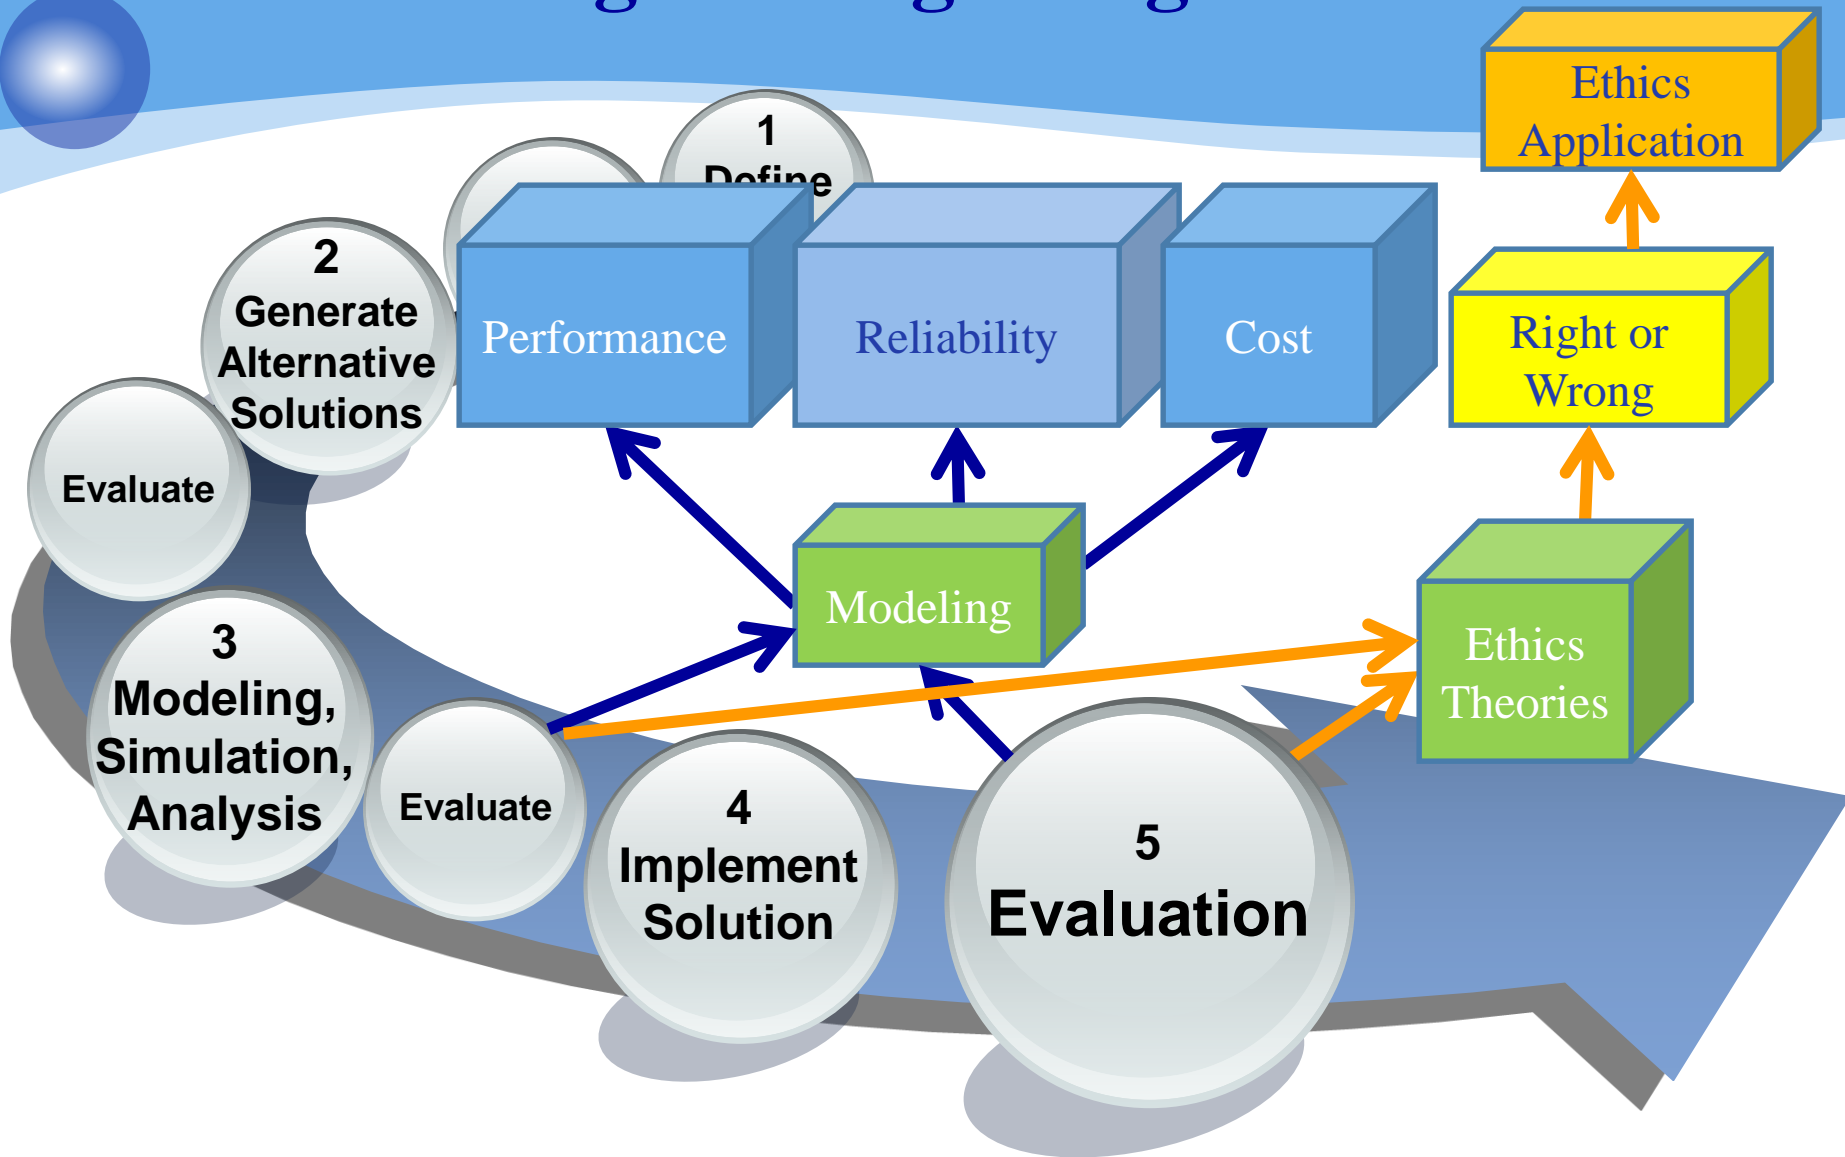 1
Define
2
Generate
Alternative
Solutions
Evaluate
3
Modeling,
Simulation,
Analysis
Evaluate
4
Implement
Solution
5
Evaluation
Performance
Reliability
Cost
Modeling
Ethics
Application
Right or
Wrong
Ethics
Theories